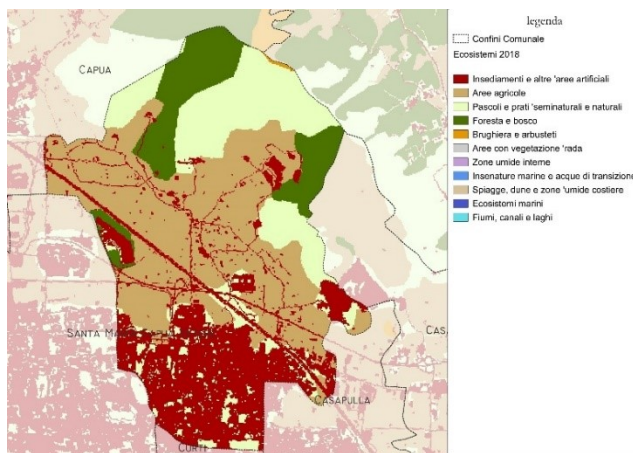 legenda
Confini Comunale
Ecosistemi 2018
Insediamenti e altre 'aree artificiali
Aree agricole
Pascoli e prati 'seminaturali e naturali
Foresta e bosco
Brughiera e arbusteti
Aree con vegetazione 'rada
Zone umide interne
Insenature marine e acque di transizione
Spiagge, dune e zone 'umide costiere
Ecosistemi marini
Fiumi, canali e laghi
CAPUA
SANTA MARIA
CAS
CASAPULLA
CURTI